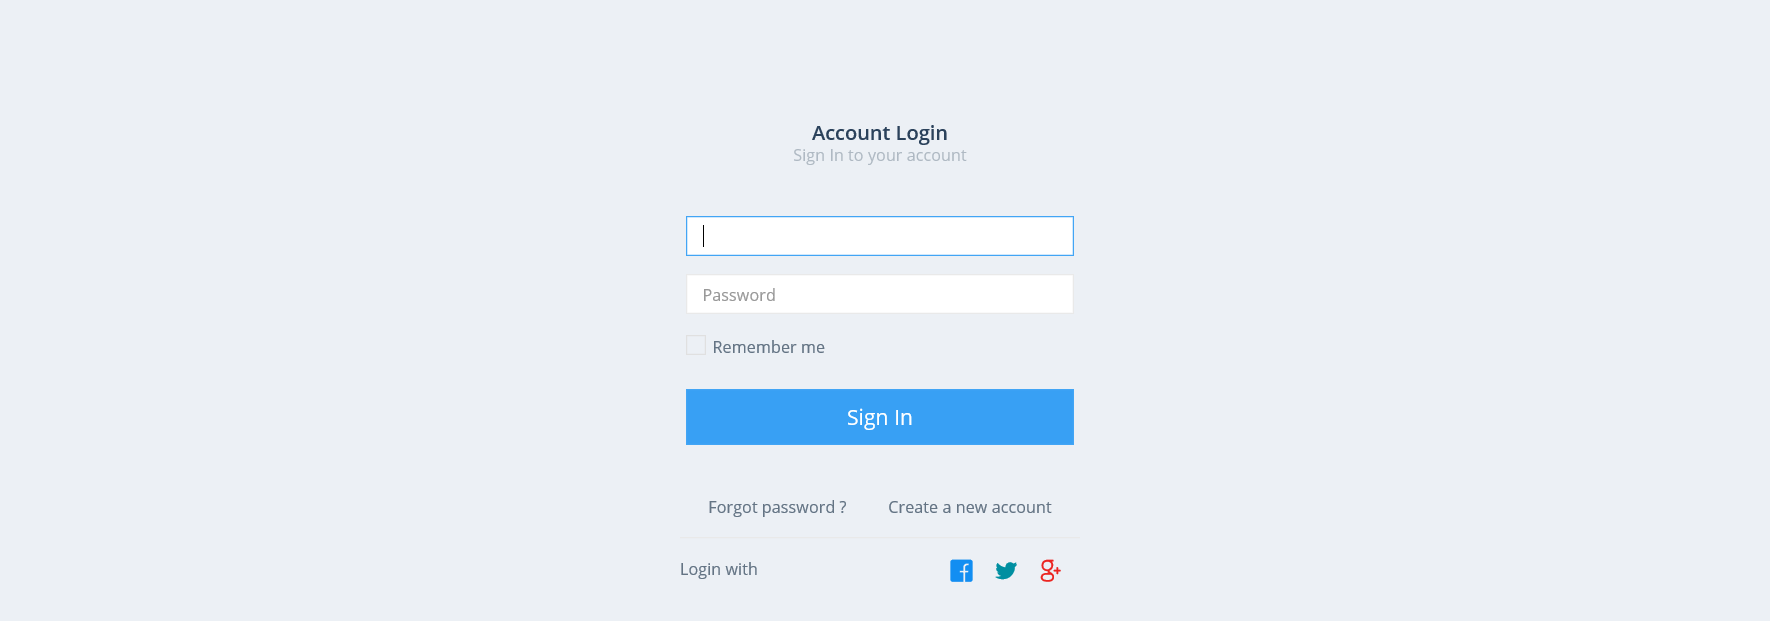 Account Login
Sign In to your account
Password
Remember me
Sign In
Forgot password ?
Create a new account
Login with